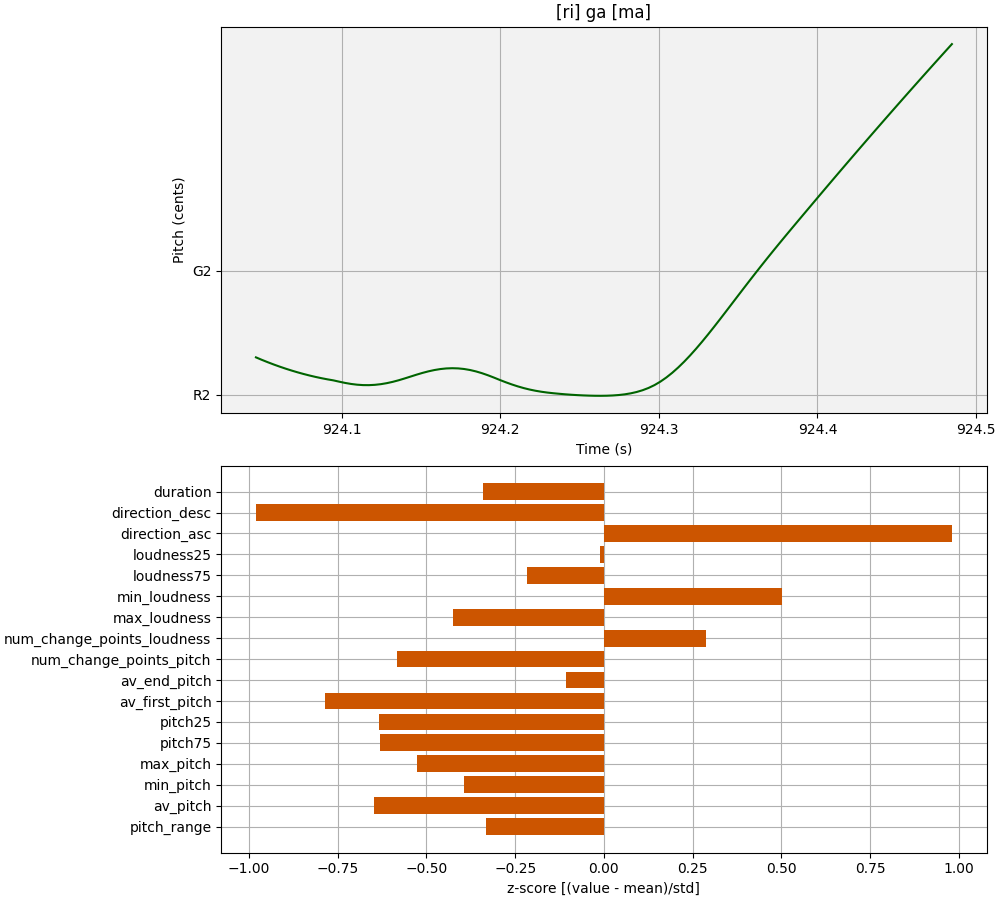 [ri] ga [ma]
Pitch (cents)
G2
R2
924.1 924.2 924.3 924.4 924.5
Time (s)
duration
direction_desc
direction_asc
loudness25
loudness75
min_loudness
max_loudness
num_change_points_loudness
num_change_points_pitch
av_end_pitch
av_first_pitch
pitch25
pitch75
max_pitch
min_pitch
av_pitch
pitch_range
−1.00 −0.75 −0.50 −0.25 0.00 0.25 0.50 0.75 1.00
z-score [(value - mean)/std]